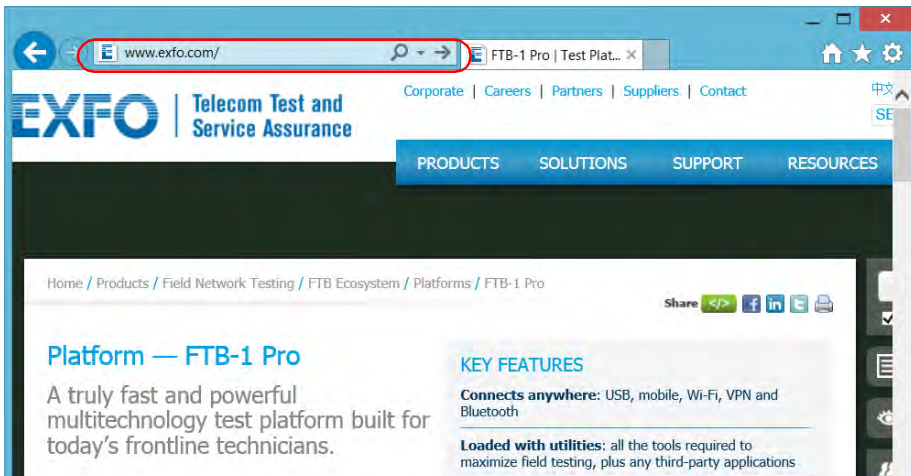 www.exfo.com/
FTB-1 Pro | Test Plat...
EXFO | Telecom Test and
Service Assurance
Corporate | Careers | Partners | Suppliers | Contact
中文
SE
PRODUCTS SOLUTIONS SUPPORT RESOURCES
Home / Products / Field Network Testing / FTB Ecosystem / Platforms / FTB-1 Pro
Share
Platform — FTB-1 Pro
A truly fast and powerful
multitechnology test platform built for
today's frontline technicians.
KEY FEATURES
Connects anywhere: USB, mobile, Wi-Fi, VPN and
Bluetooth
Loaded with utilities: all the tools required to
maximize field testing, plus any third-party applications